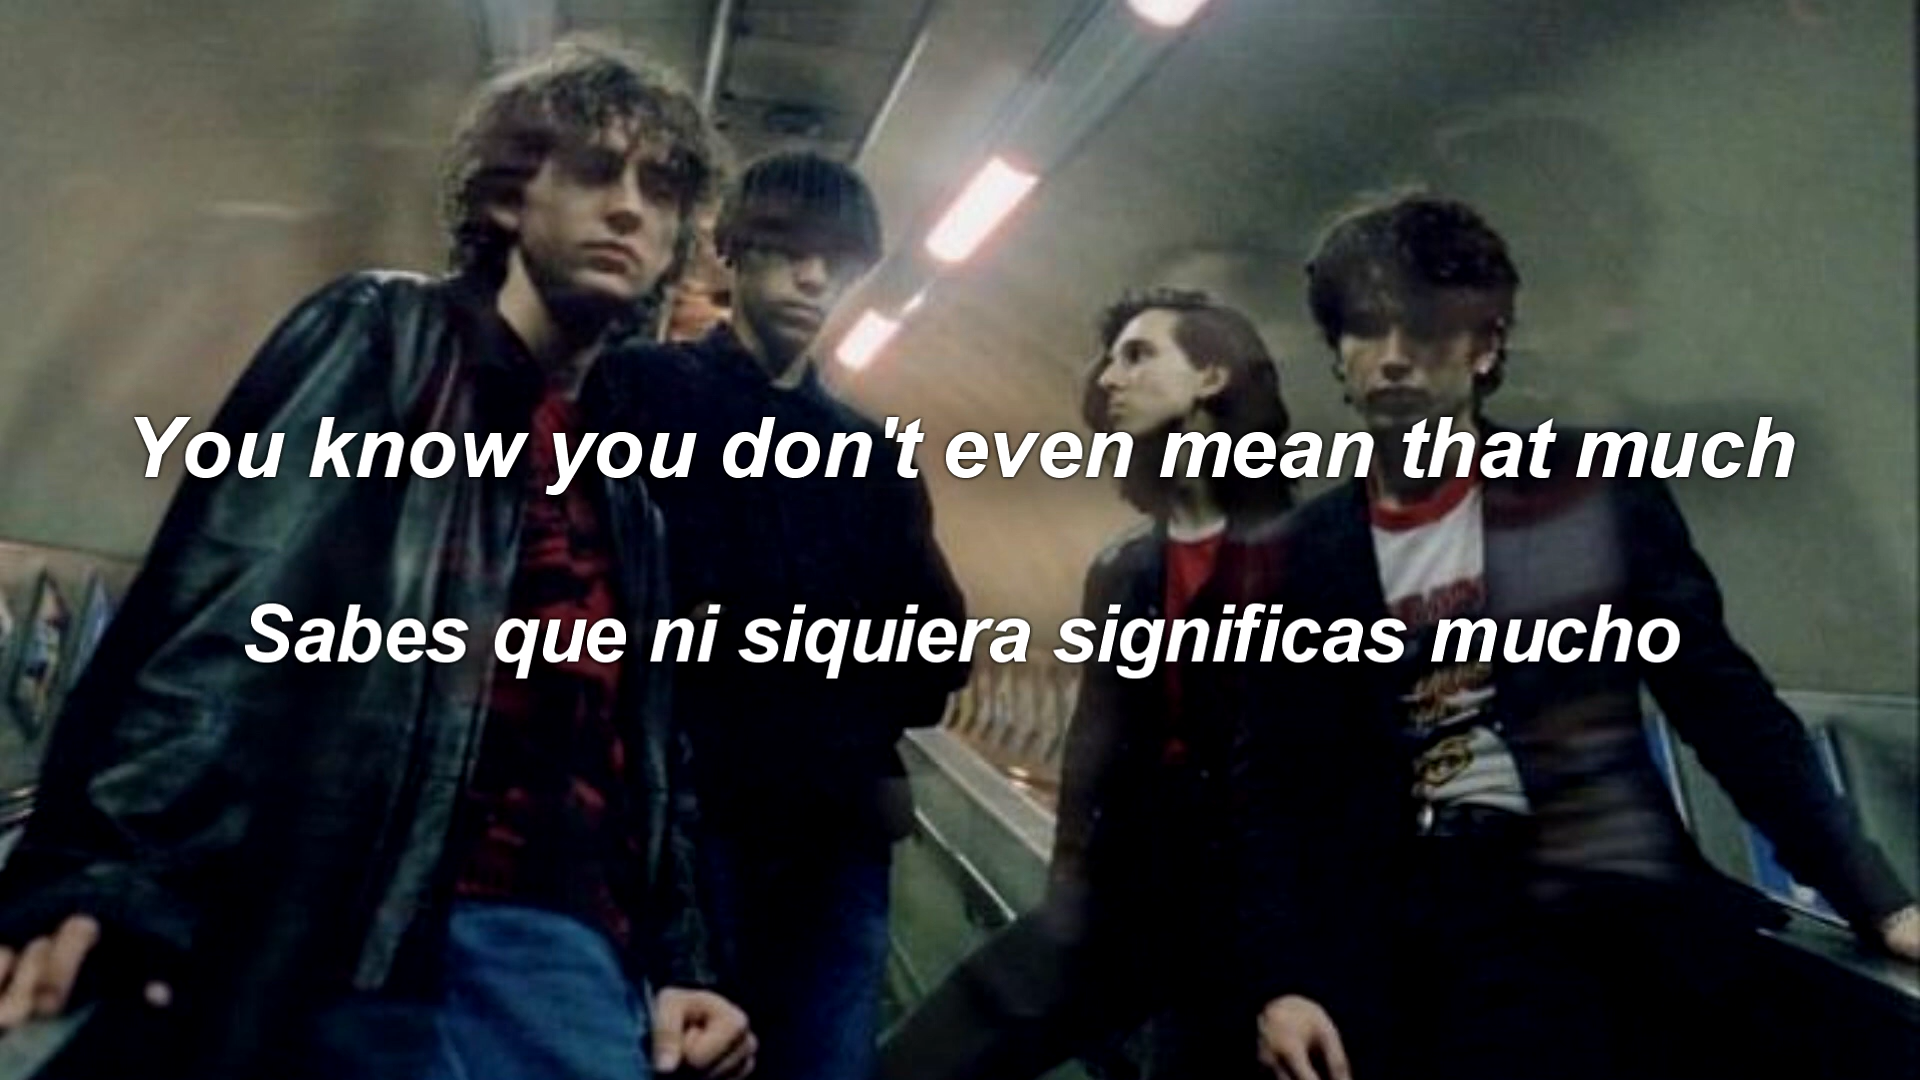 You know you don't even mean that much
Sabes que ni siquiera significas mucho